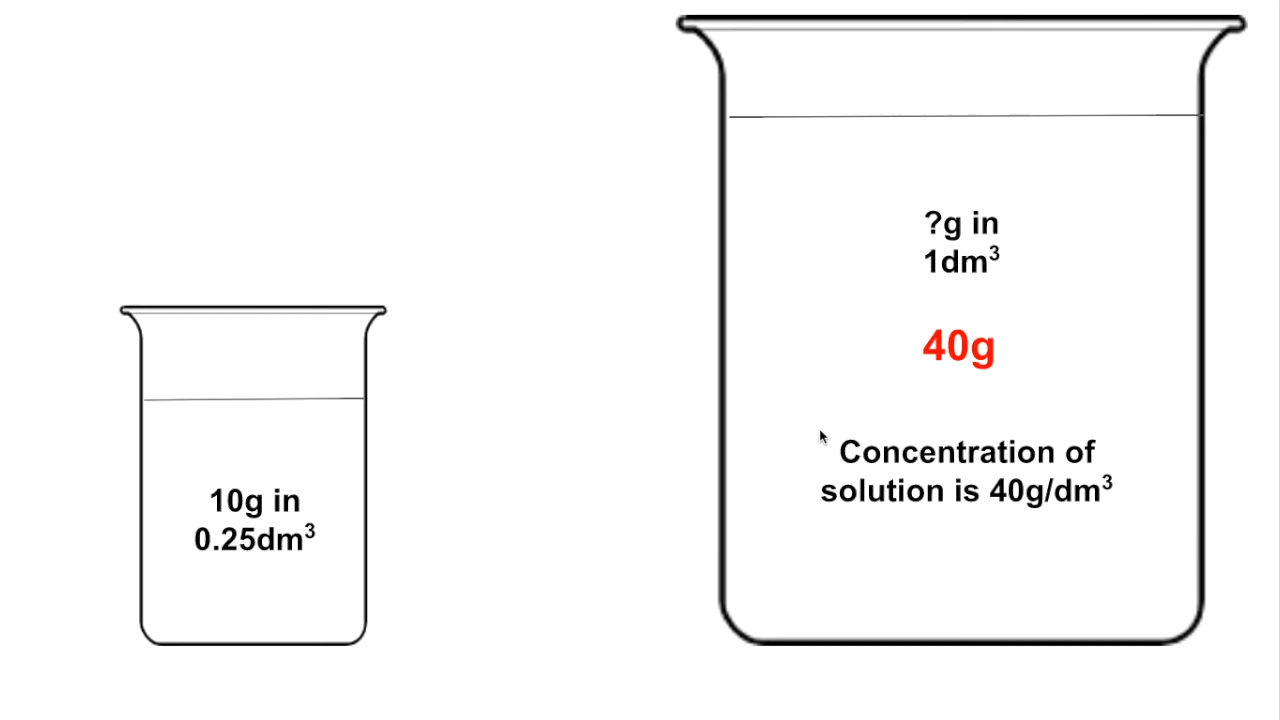 10g in
0.25dm³
?g in
1dm³
40g
Concentration of
solution is 40g/dm³